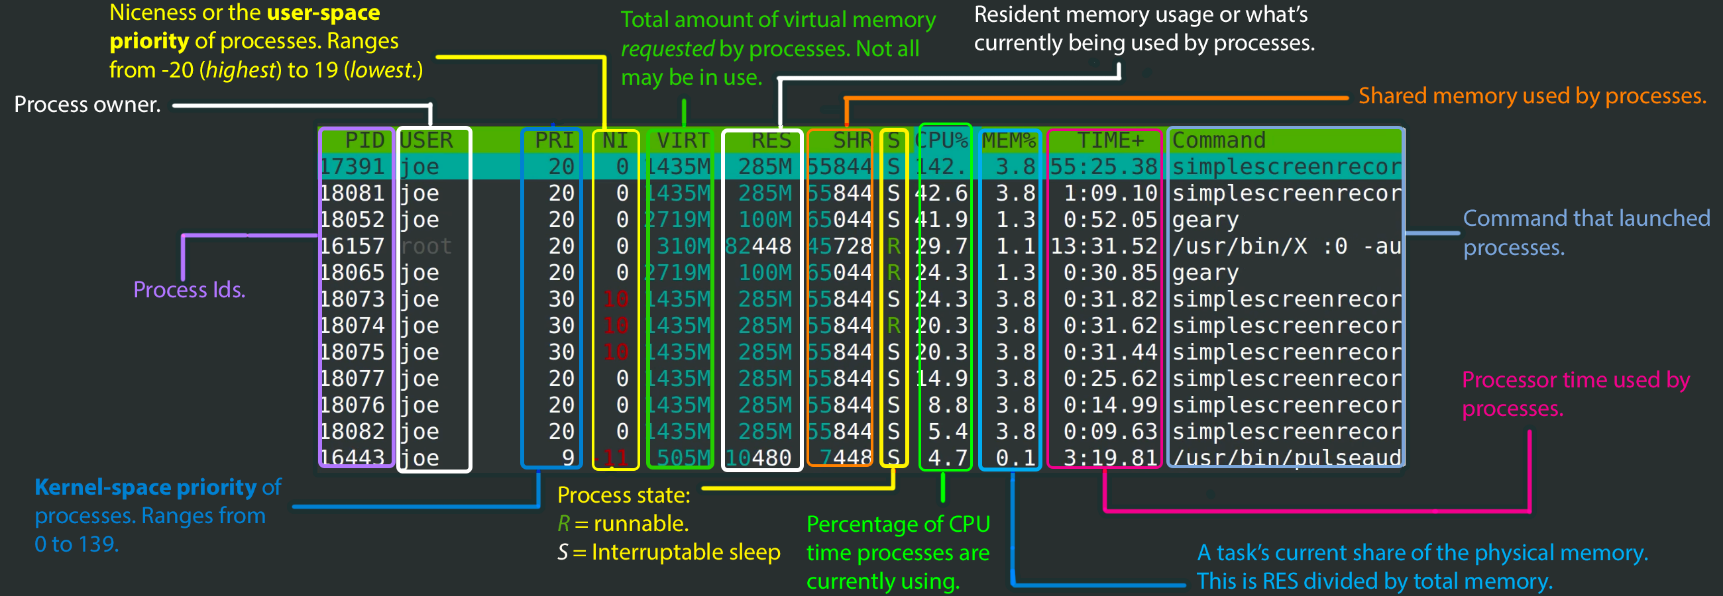 Niceness or the user-space
priority of processes. Ranges
from -20 (highest) to 19 (lowest.)
Total amount of virtual memory
requested by processes. Not all
may be in use.
Resident memory usage or what's
currently being used by processes.
Process owner.
Shared memory used by processes.
PID USER PRI NI VIRT RES SHR S CPU% MEM% TIME+ Command
17391 joe 20 0 1435M 285M 55844 S 142. 3.8 55:25.38 simplescreenrecor
18081 joe 20 0 1435M 285M 55844 S 42.6 3.8 1:09.10 simplescreenrecor
18052 joe 20 0 2719M 100M 65044 S 41.9 1.3 0:52.05 geary
16157 root 20 0 310M 82448 45728 R 29.7 1.1 13:31.52 /usr/bin/X :0 -au
18065 joe 20 0 2719M 100M 65044 R 24.3 1.3 0:30.85 geary
18073 joe 30 10 1435M 285M 55844 S 24.3 3.8 0:31.82 simplescreenrecor
18074 joe 30 10 1435M 285M 55844 R 20.3 3.8 0:31.62 simplescreenrecor
18075 joe 30 10 1435M 285M 55844 S 20.3 3.8 0:31.44 simplescreenrecor
18077 joe 20 0 1435M 285M 55844 S 14.9 3.8 0:25.62 simplescreenrecor
18076 joe 20 0 1435M 285M 55844 S 8.8 3.8 0:14.99 simplescreenrecor
18082 joe 20 0 1435M 285M 55844 S 5.4 3.8 0:09.63 simplescreenrecor
16443 joe 9 -11 505M 10480 7448 S 4.7 0.1 3:19.81 /usr/bin/pulseaud
Process Ids.
Command that launched
processes.
Processor time used by
processes.
Kernel-space priority of
processes. Ranges from
0 to 139.
Process state:
R = runnable.
S = Interruptable sleep
Percentage of CPU
time processes are
currently using.
A task's current share of the physical memory.
This is RES divided by total memory.